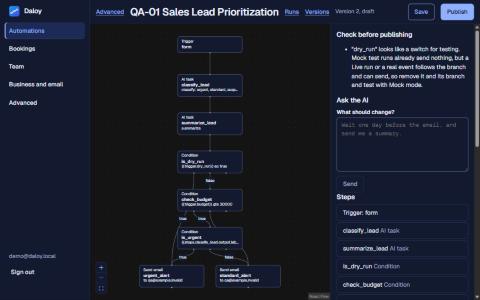 Daloy
Automations
Bookings
Team
Business and email
Advanced
demo@daloy.local
Sign out
Advanced QA-01 Sales Lead Prioritization Runs Versions Version 2, draft
Save
Publish
Trigger
form
AI task
classify_lead
AI task
summarize_lead
summarize
Condition
is_dry_run
false
Condition
check_budget
true
true
Condition
is_urgent
true
false
Send email
urgent_alert
Send email
standard_alert
React Flow
Check before publishing
"dry_run" looks like a switch for testing.
Mock test runs already send nothing, but a
Live run or a real event follows the branch
and can send, so remove it and its branch
and test with Mock mode.
Ask the AI
What should change?
Wait one day before the email, and
send me a summary.
Send
Steps
Trigger: form
classify_lead AI task
summarize_lead AI task
is_dry_run Condition
check_budget Condition